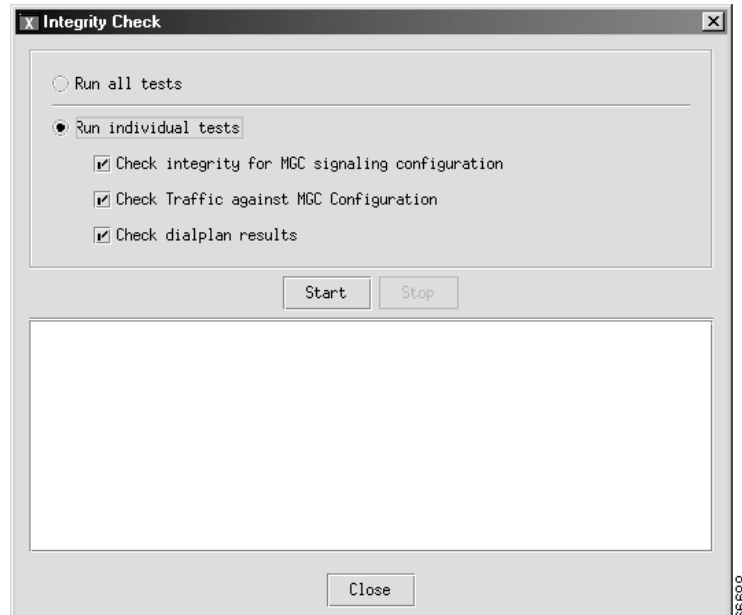 X Integrity Check
Run all tests
Run individual tests
Check integrity for MGC signaling configuration
Check Traffic against MGC Configuration
Check dialplan results
Start Stop
Close